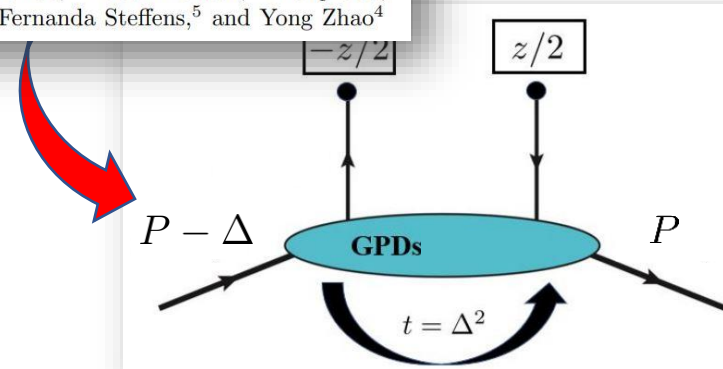 Fernanda Steffens,⁵ and Yong Zhao⁴
−z/2
z/2
P − Δ
GPDs
P
t = Δ²